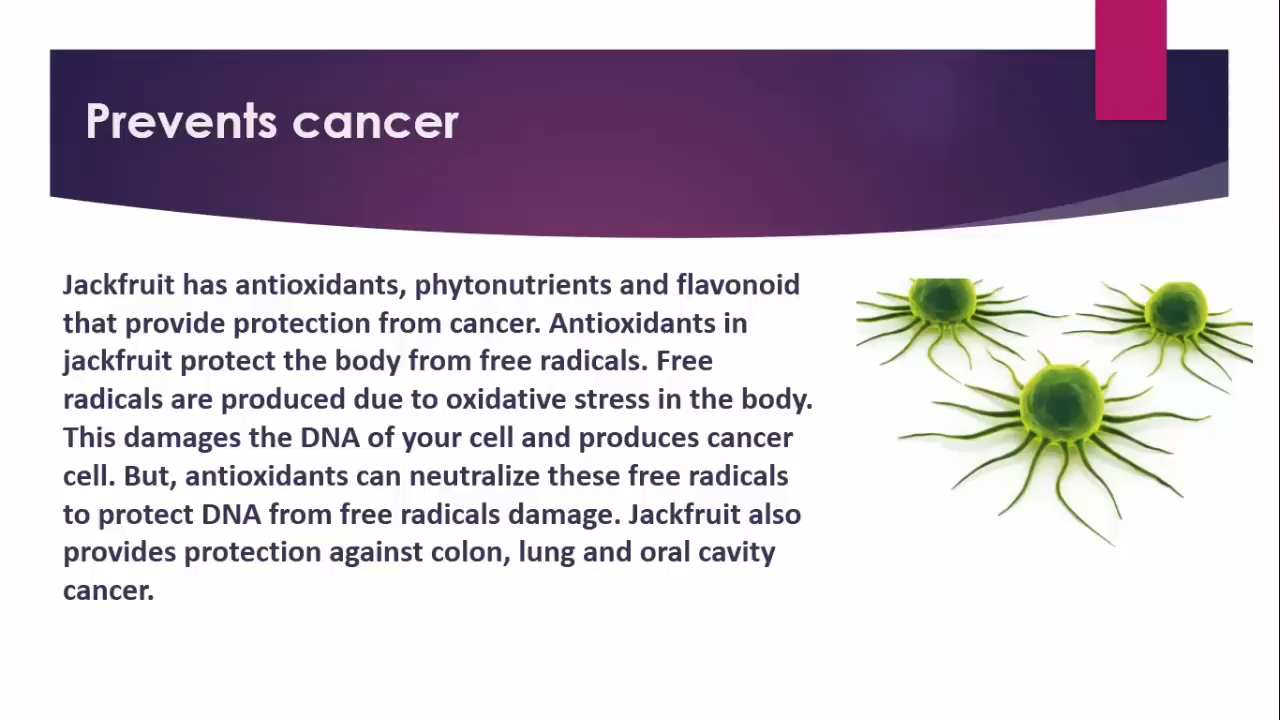 Prevents cancer
Jackfruit has antioxidants, phytonutrients and flavonoid
that provide protection from cancer. Antioxidants in
jackfruit protect the body from free radicals. Free
radicals are produced due to oxidative stress in the body.
This damages the DNA of your cell and produces cancer
cell. But, antioxidants can neutralize these free radicals
to protect DNA from free radicals damage. Jackfruit also
provides protection against colon, lung and oral cavity
cancer.